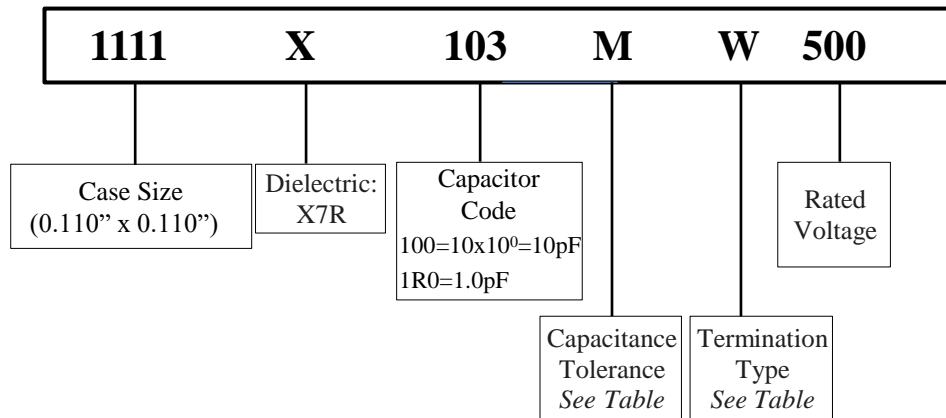 1111 X 103 M W 500
Case Size
(0.110” x 0.110”)
Dielectric:
X7R
Capacitor
Code
100=10x10⁰=10pF
1R0=1.0pF
Rated
Voltage
Capacitance
Tolerance
See Table
Termination
Type
See Table